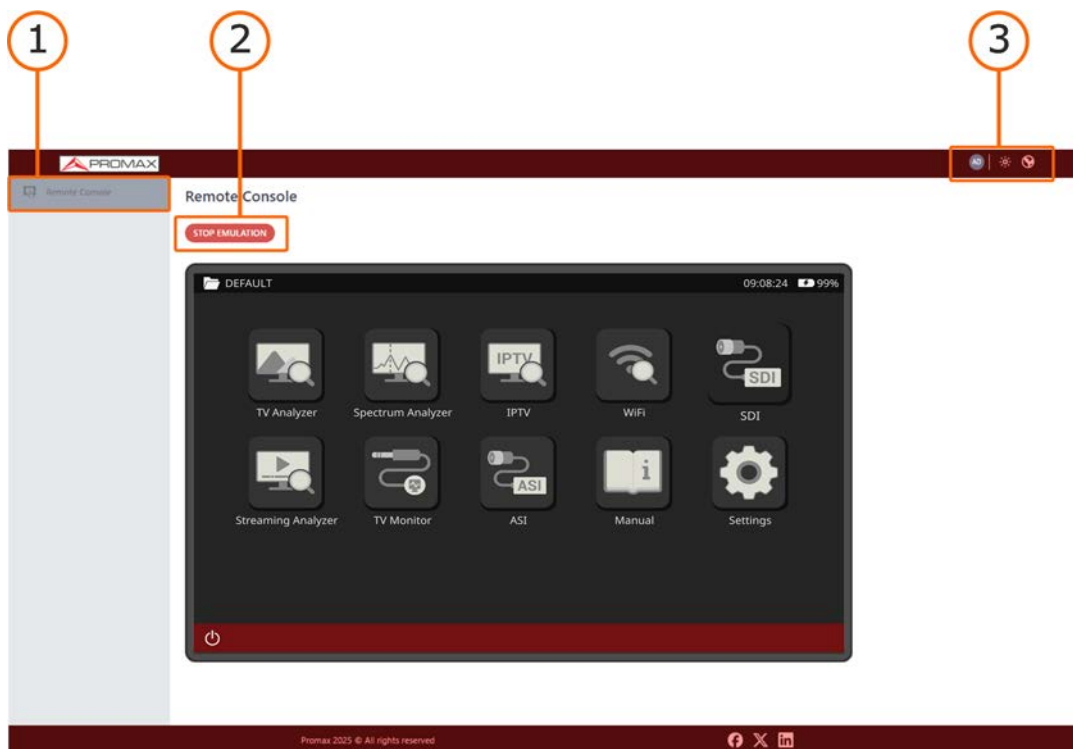 1
2
3
PROMAX
AD
Remote Console
Remote Console
STOP EMULATION
DEFAULT
09:08:24
99%
IPTV
SDI
TV Analyzer
Spectrum Analyzer
IPTV
WiFi
SDI
ASI
i
Streaming Analyzer
TV Monitor
ASI
Manual
Settings
Promax 2025 © All rights reserved